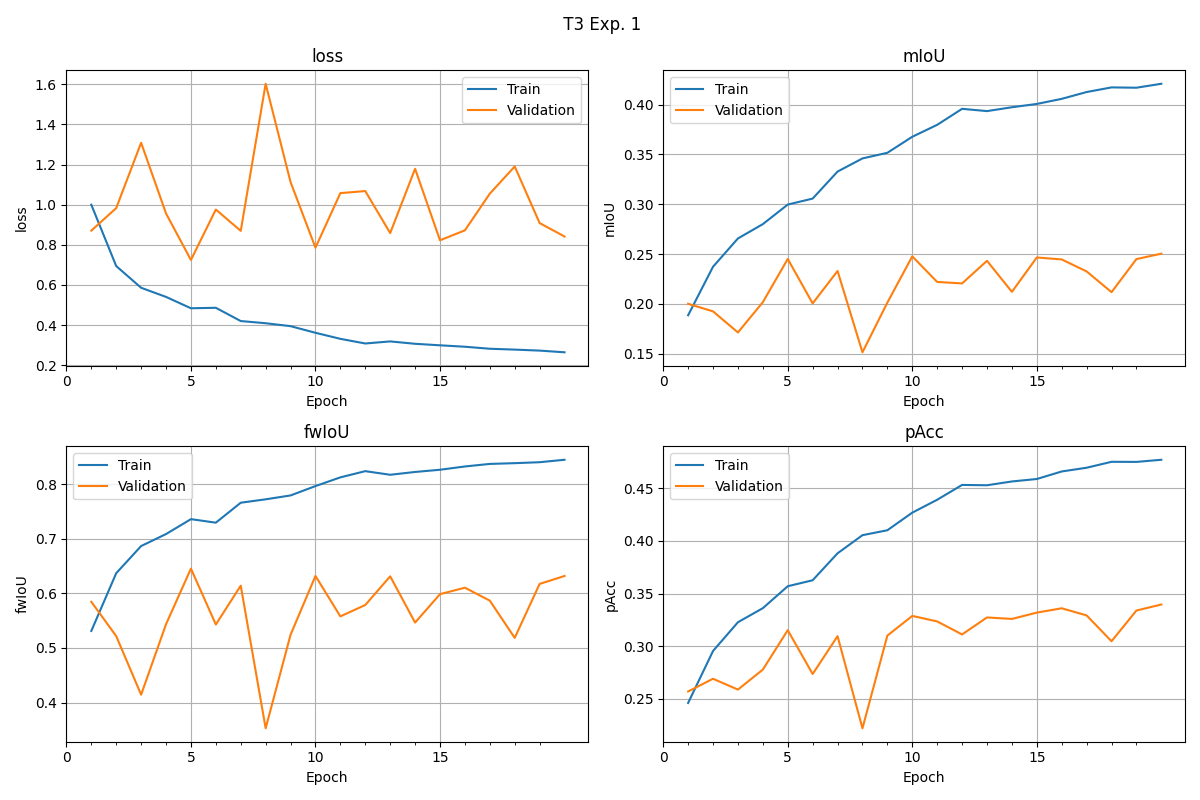 T3 Exp. 1
loss
Train
Validation
1.6
1.4
1.2
1.0
0.8
0.6
0.4
0.2
loss
0
5
10
15
Epoch
mIoU
Train
Validation
0.40
0.35
0.30
0.25
0.20
0.15
mIoU
0
5
10
15
Epoch
fwIoU
Train
Validation
0.8
0.7
0.6
0.5
0.4
fwIoU
0
5
10
15
Epoch
pAcc
Train
Validation
0.45
0.40
0.35
0.30
0.25
pAcc
0
5
10
15
Epoch